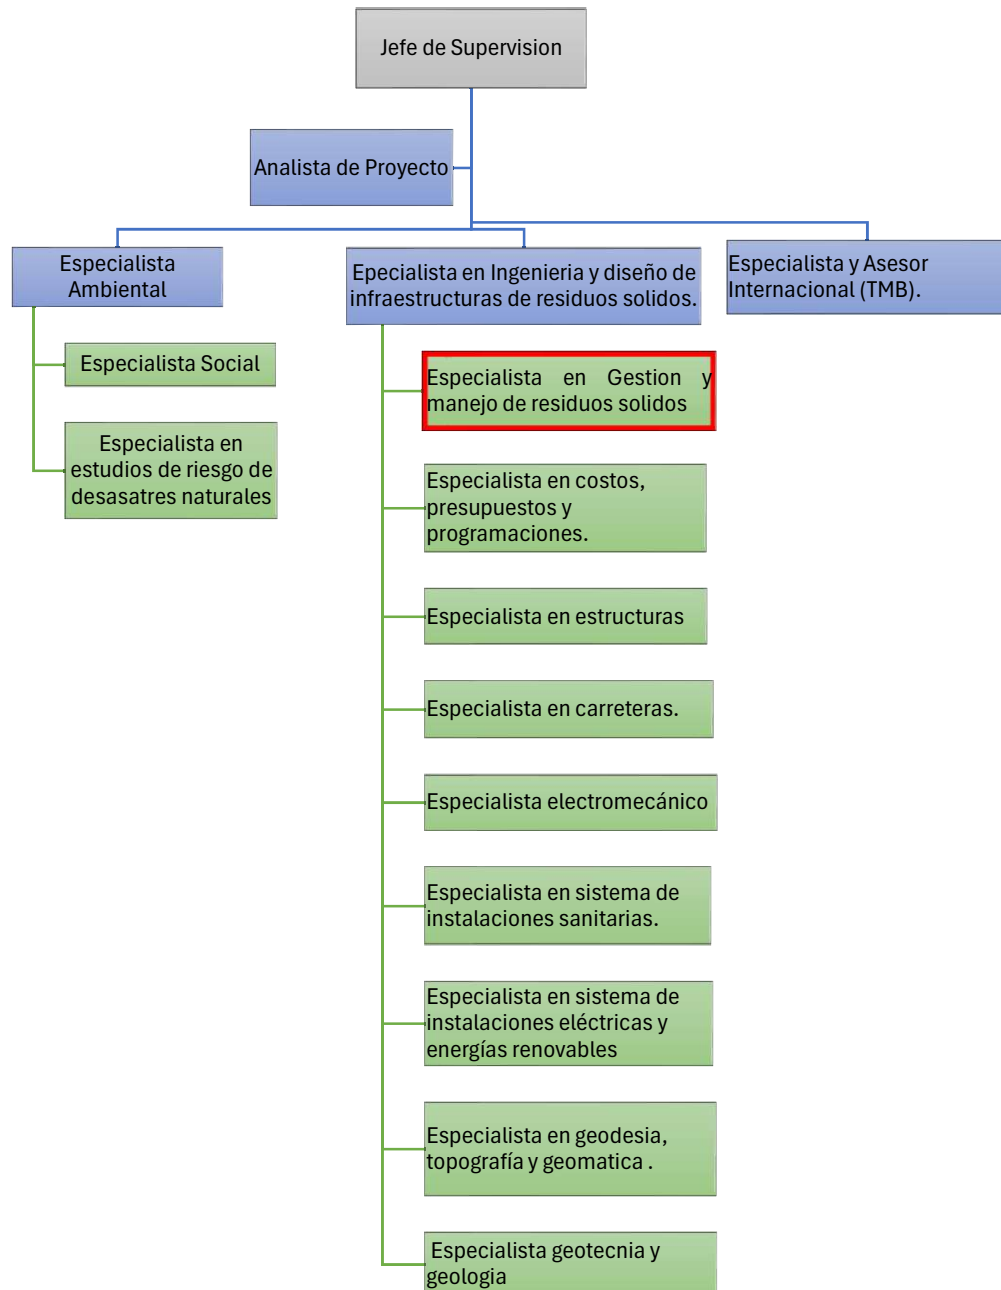 Jefe de Supervision
Analista de Proyecto
Especialista
Ambiental
Epecialista en Ingenieria y diseño de
infraestructuras de residuos solidos.
Especialista y Asesor
Internacional (TMB).
Especialista Social
Especialista en
estudios de riesgo de
desasatres naturales
Especialista en Gestion y
manejo de residuos solidos
Especialista en costos,
presupuestos y
programaciones.
Especialista en estructuras
Especialista en carreteras.
Especialista electromecánico
Especialista en sistema de
instalaciones sanitarias.
Especialista en sistema de
instalaciones eléctricas y
energías renovables
Especialista en geodesia,
topografía y geomatica .
Especialista geotecnia y
geologia